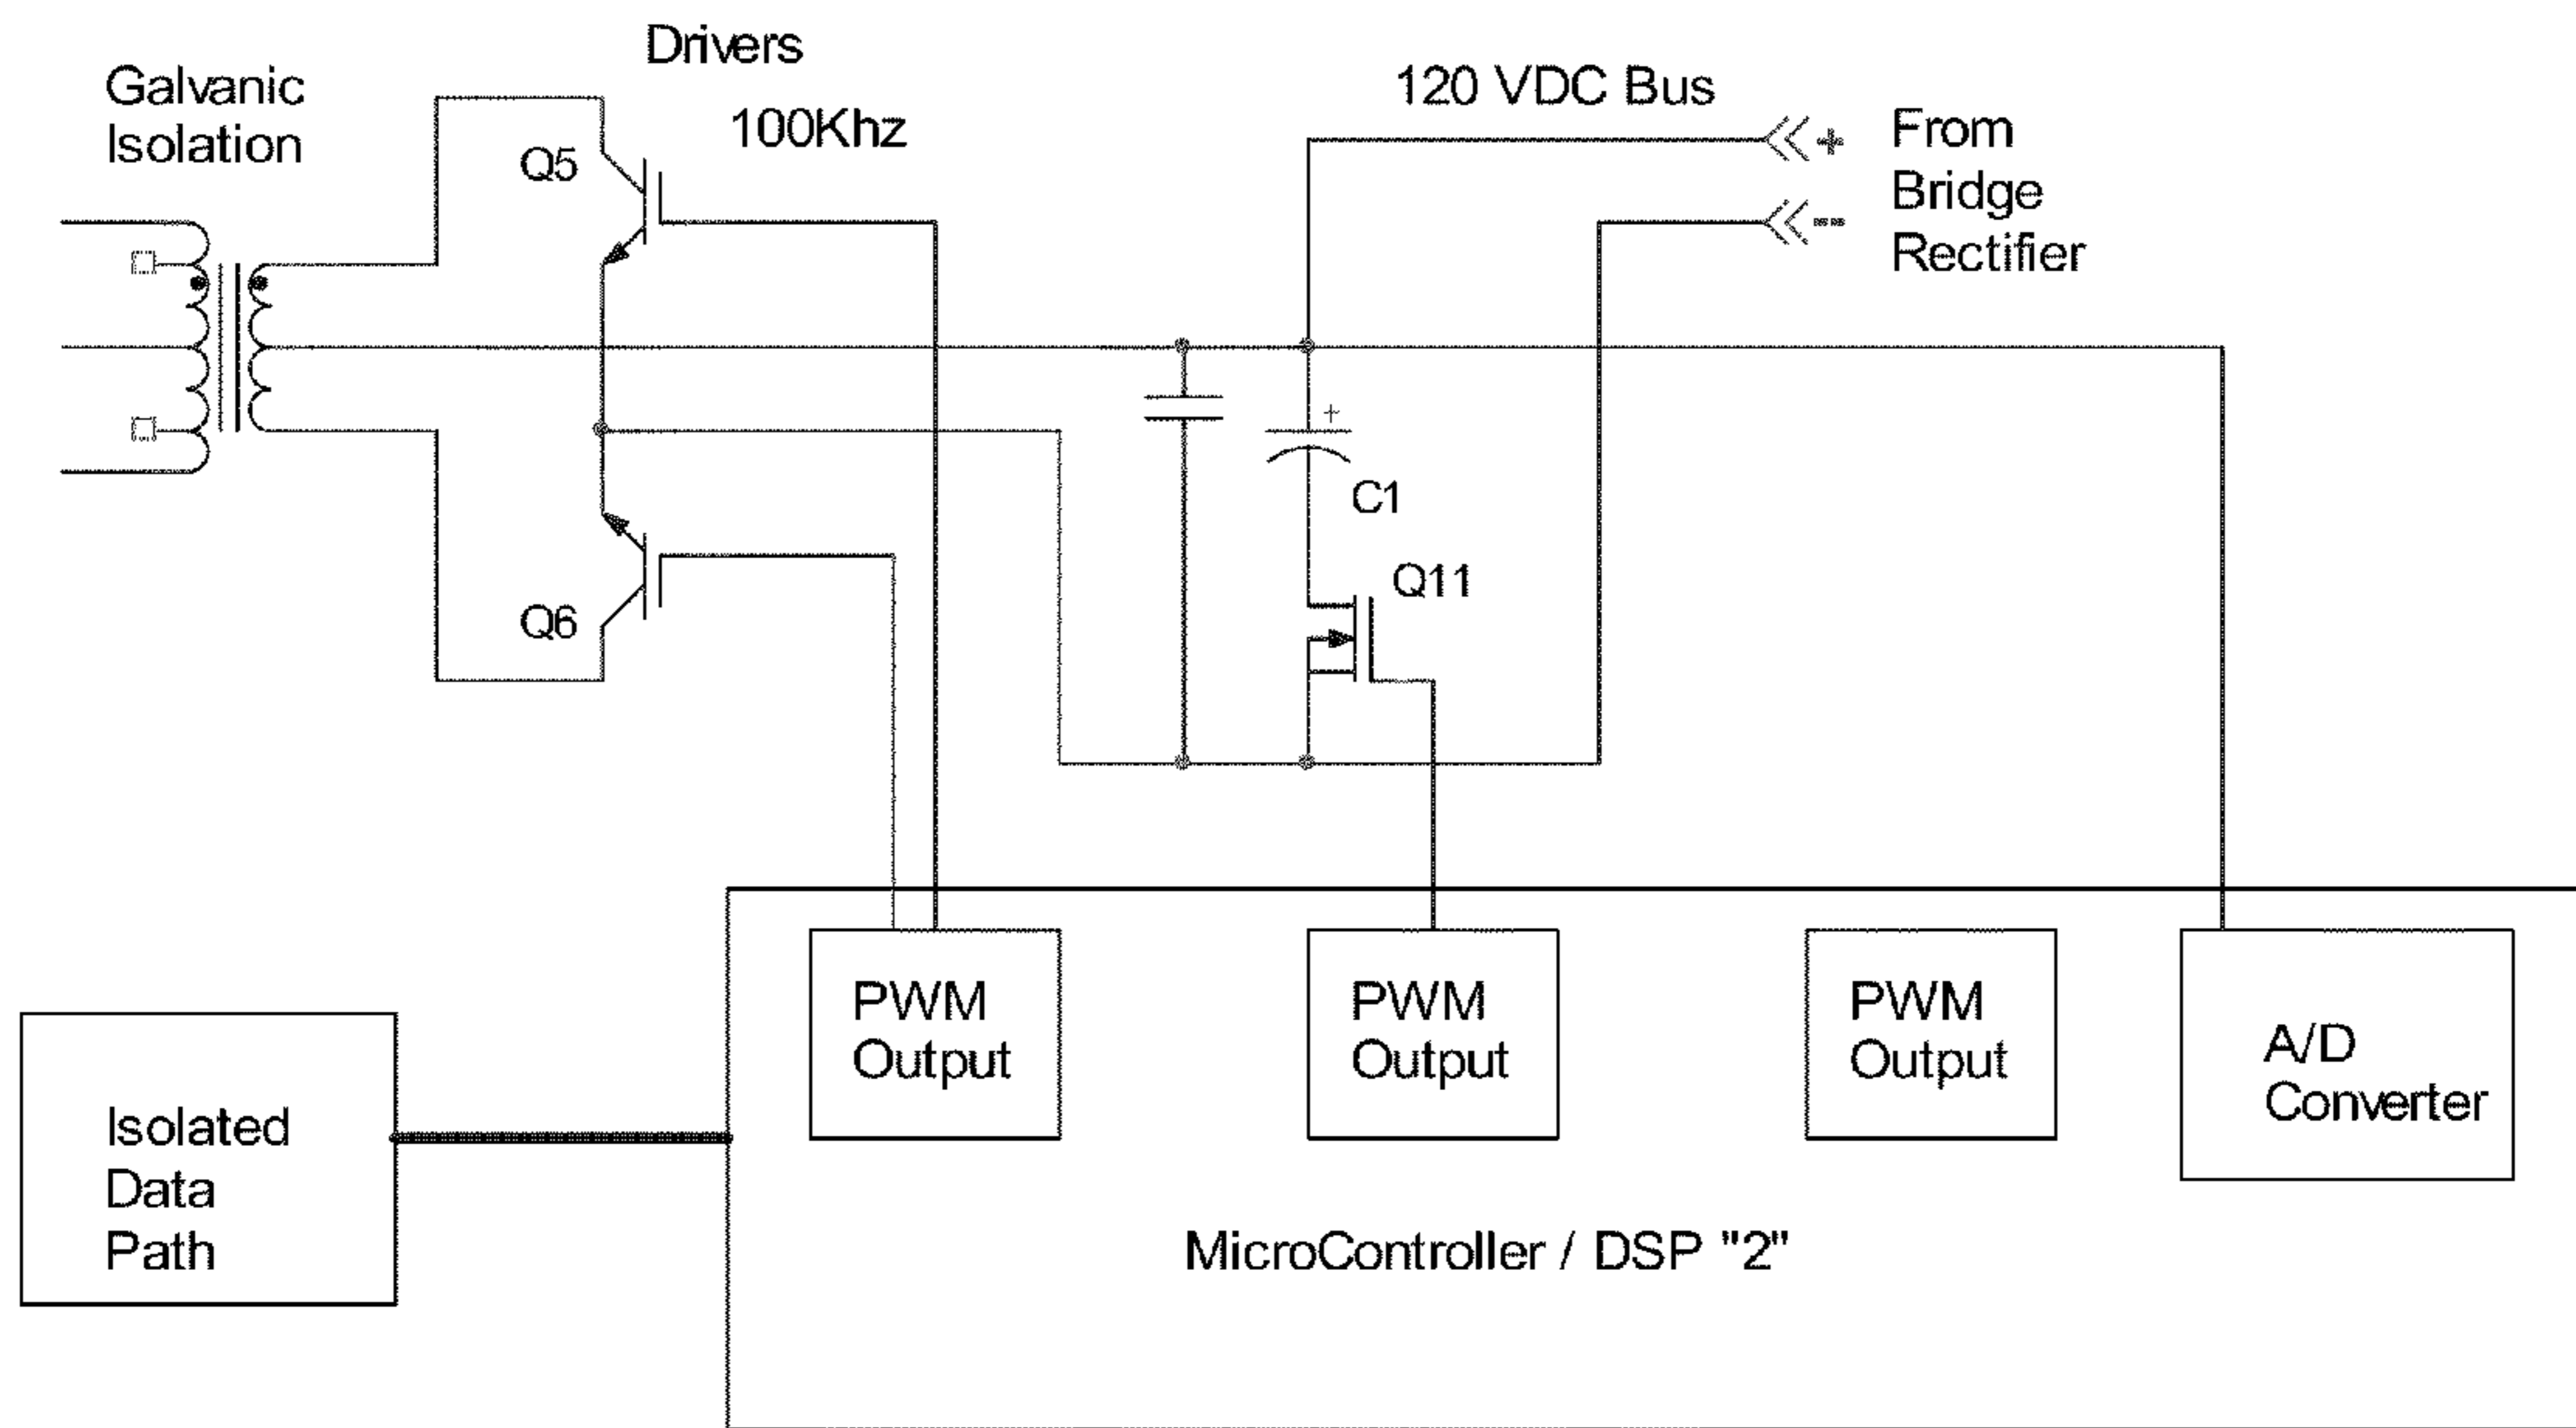 Drivers
100Khz
Galvanic
Isolation
Q5
Q6
120 VDC Bus
+
--
From
Bridge
Rectifier
+
C1
Q11
PWM
Output
PWM
Output
PWM
Output
A/D
Converter
Isolated
Data
Path
MicroController / DSP "2"